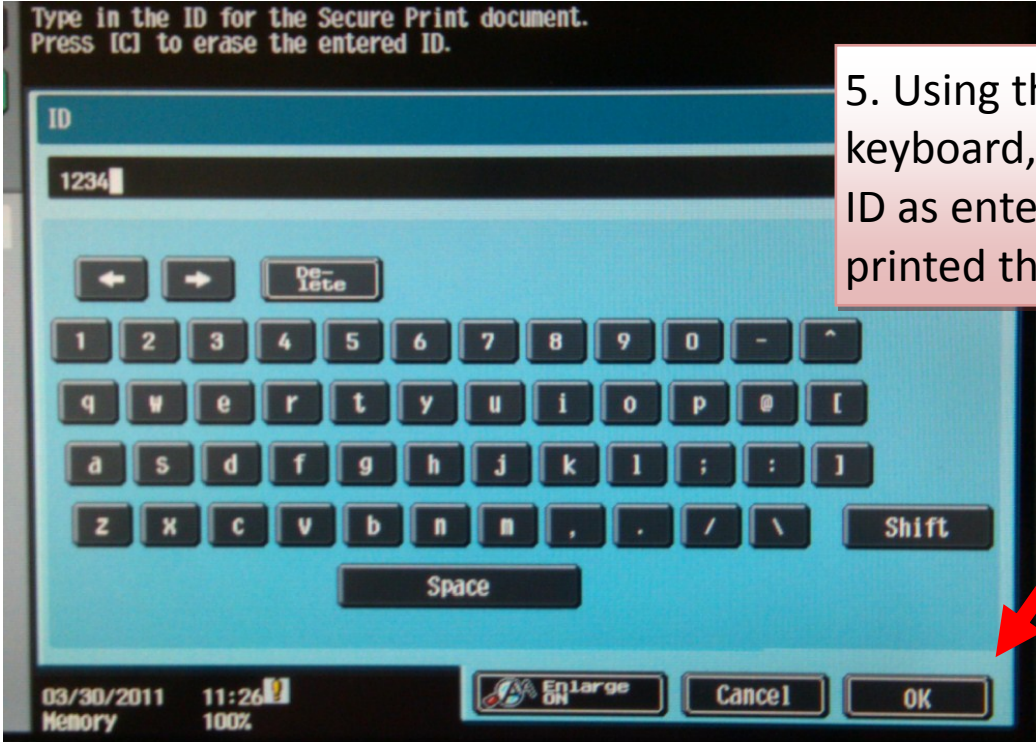 Type in the ID for the Secure Print document.
Press [C] to erase the entered ID.
5. Using th
keyboard,
ID as ente
printed th
ID
1234
← → De-
lete
1 2 3 4 5 6 7 8 9 0 - ^
q w e r t y u i o p @ [
a s d f g h j k l ; : ]
z x c v b n m , . / \ Shift
Space
Enlarge
ON
Cancel OK
03/30/2011 11:26
Memory 100%